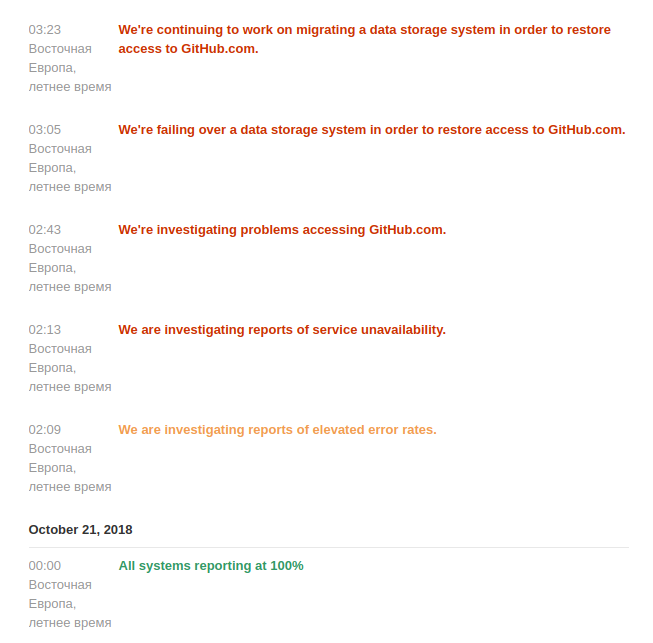 03:23 We're continuing to work on migrating a data storage system in order to restore
Восточная access to GitHub.com.
Европа,
летнее время
03:05 We're failing over a data storage system in order to restore access to GitHub.com.
Восточная
Европа,
летнее время
02:43 We're investigating problems accessing GitHub.com.
Восточная
Европа,
летнее время
02:13 We are investigating reports of service unavailability.
Восточная
Европа,
летнее время
02:09 We are investigating reports of elevated error rates.
Восточная
Европа,
летнее время
October 21, 2018
00:00 All systems reporting at 100%
Восточная
Европа,
летнее время